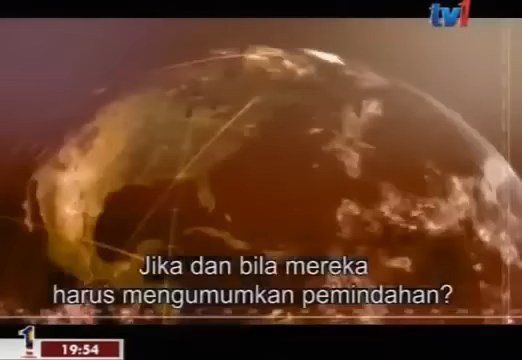 tv1
Jika dan bila mereka
harus mengumumkan pemindahan?
1
19:54